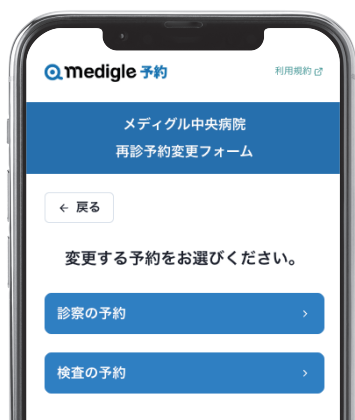 medigle 予約
利用規約
メディグル中央病院
再診予約変更フォーム
← 戻る
変更する予約をお選びください。
診察の予約
検査の予約